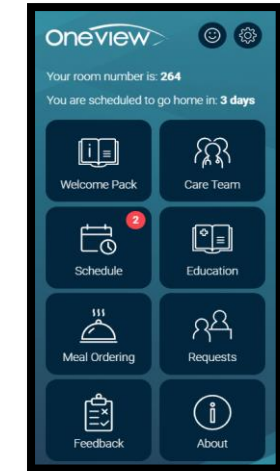 oneview
Your room number is: 264
You are scheduled to go home in: 3 days
Welcome Pack
Care Team
2
Schedule
Education
Meal Ordering
Requests
Feedback
About